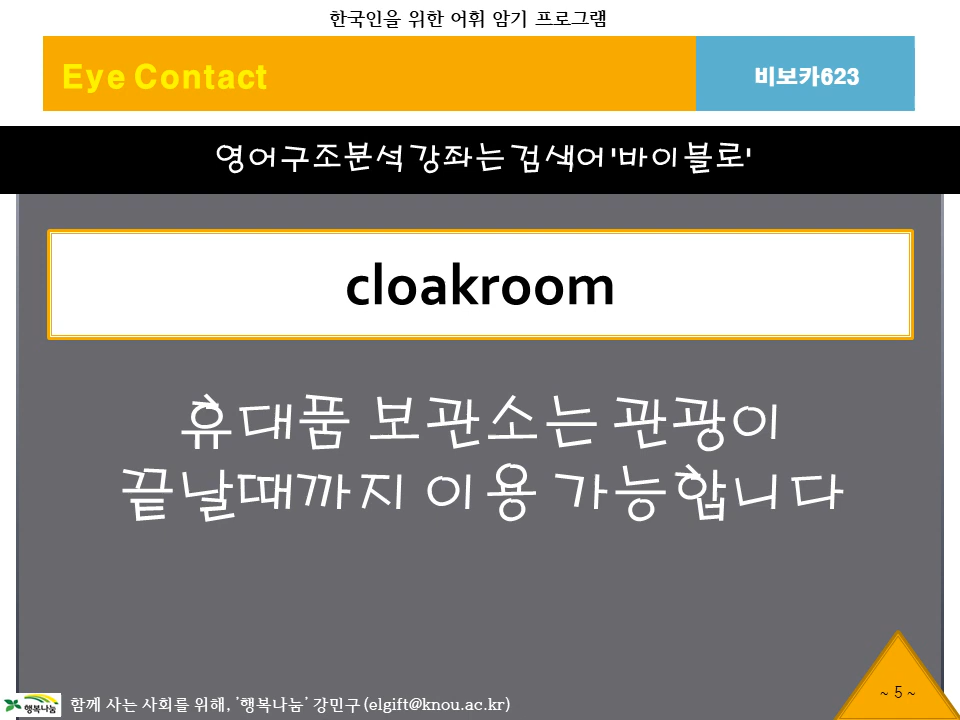 한국인을 위한 어휘 암기 프로그램
Eye Contact
비보카623
영어구조분석 강좌는 검색어 '바이블로'
cloakroom
휴대품 보관소는 관광이
끝날때까지 이용 가능합니다
~ 5 ~
행복나눔
함께 사는 사회를 위해, '행복나눔' 강민구 (elgift@knou.ac.kr)